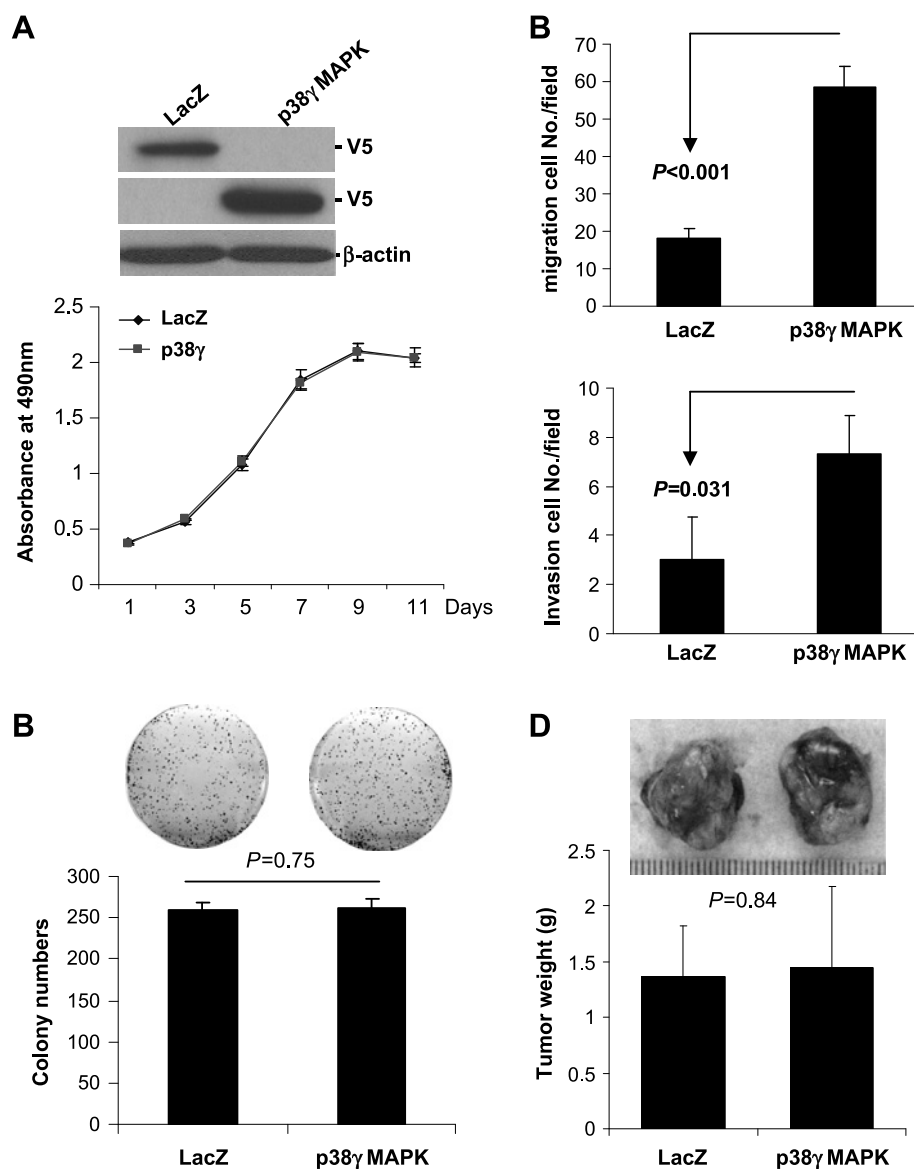 A
LacZ
p38γ MAPK
V5
V5
β-actin
2.5
2
1.5
1
0.5
0
Absorbance at 490nm
LacZ
p38γ
1 3 5 7 9 11 Days
B
70
60
50
40
30
20
10
0
migration cell No./field
P<0.001
LacZ p38γ MAPK
10
8
6
4
2
0
Invasion cell No./field
P=0.031
LacZ p38γ MAPK
B
P=0.75
300
250
200
150
100
50
0
Colony numbers
LacZ p38γ MAPK
D
2.5
2
1.5
1
0.5
0
Tumor weight (g)
P=0.84
LacZ p38γ MAPK